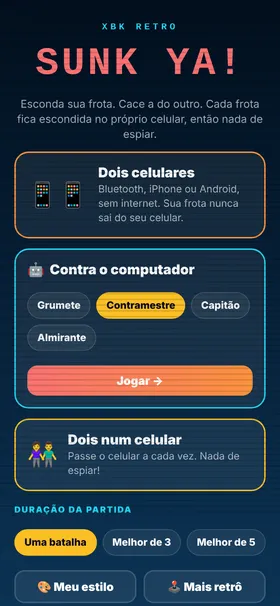 XBK RETRO
SUNK YA!
Esconda sua frota. Cace a do outro. Cada frota
fica escondida no próprio celular, então nada de
espiar.
Dois celulares
Bluetooth, iPhone ou Android,
sem internet. Sua frota nunca
sai do seu celular.
Contra o computador
Grumete
Contramestre
Capitão
Almirante
Jogar →
Dois num celular
Passe o celular a cada vez. Nada de
espiar!
DURAÇÃO DA PARTIDA
Uma batalha
Melhor de 3
Melhor de 5
Meu estilo
Mais retrô